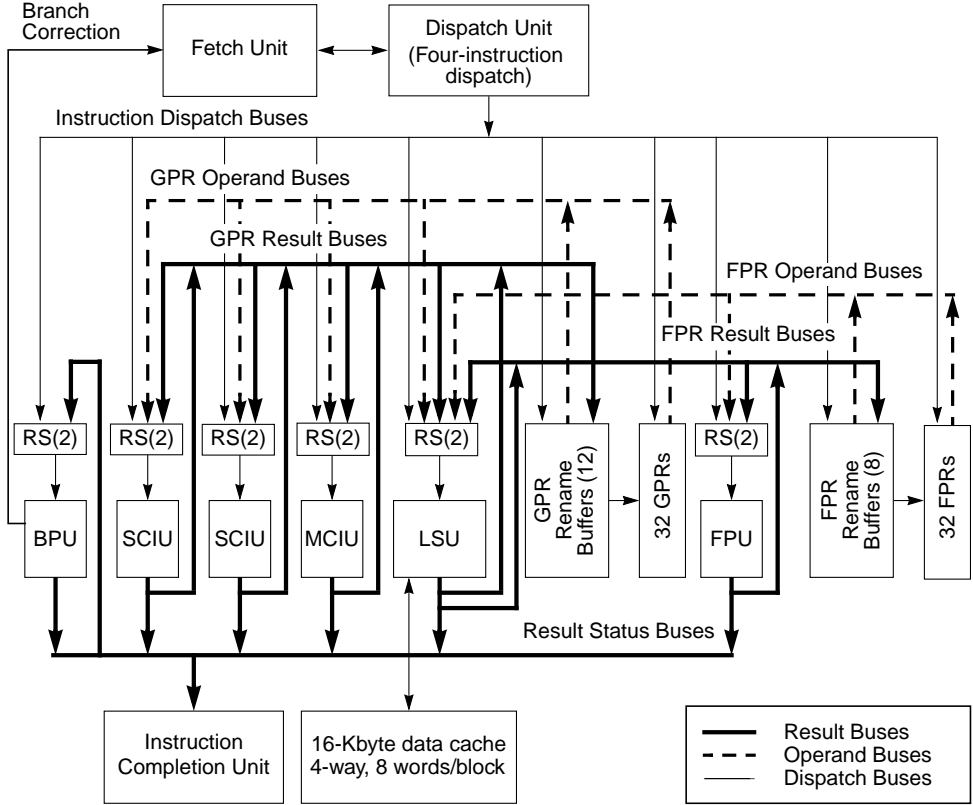 Branch
Correction
Fetch Unit
Dispatch Unit
(Four-instruction
dispatch)
Instruction Dispatch Buses
GPR Operand Buses
GPR Result Buses
FPR Operand Buses
FPR Result Buses
RS(2)
RS(2)
RS(2)
RS(2)
RS(2)
GPR
Rename
Buffers (12)
32 GPRs
RS(2)
FPR
Rename
Buffers (8)
32 FPRs
BPU
SCIU
SCIU
MCIU
LSU
FPU
Result Status Buses
Instruction
Completion Unit
16-Kbyte data cache
4-way, 8 words/block
Result Buses
Operand Buses
Dispatch Buses